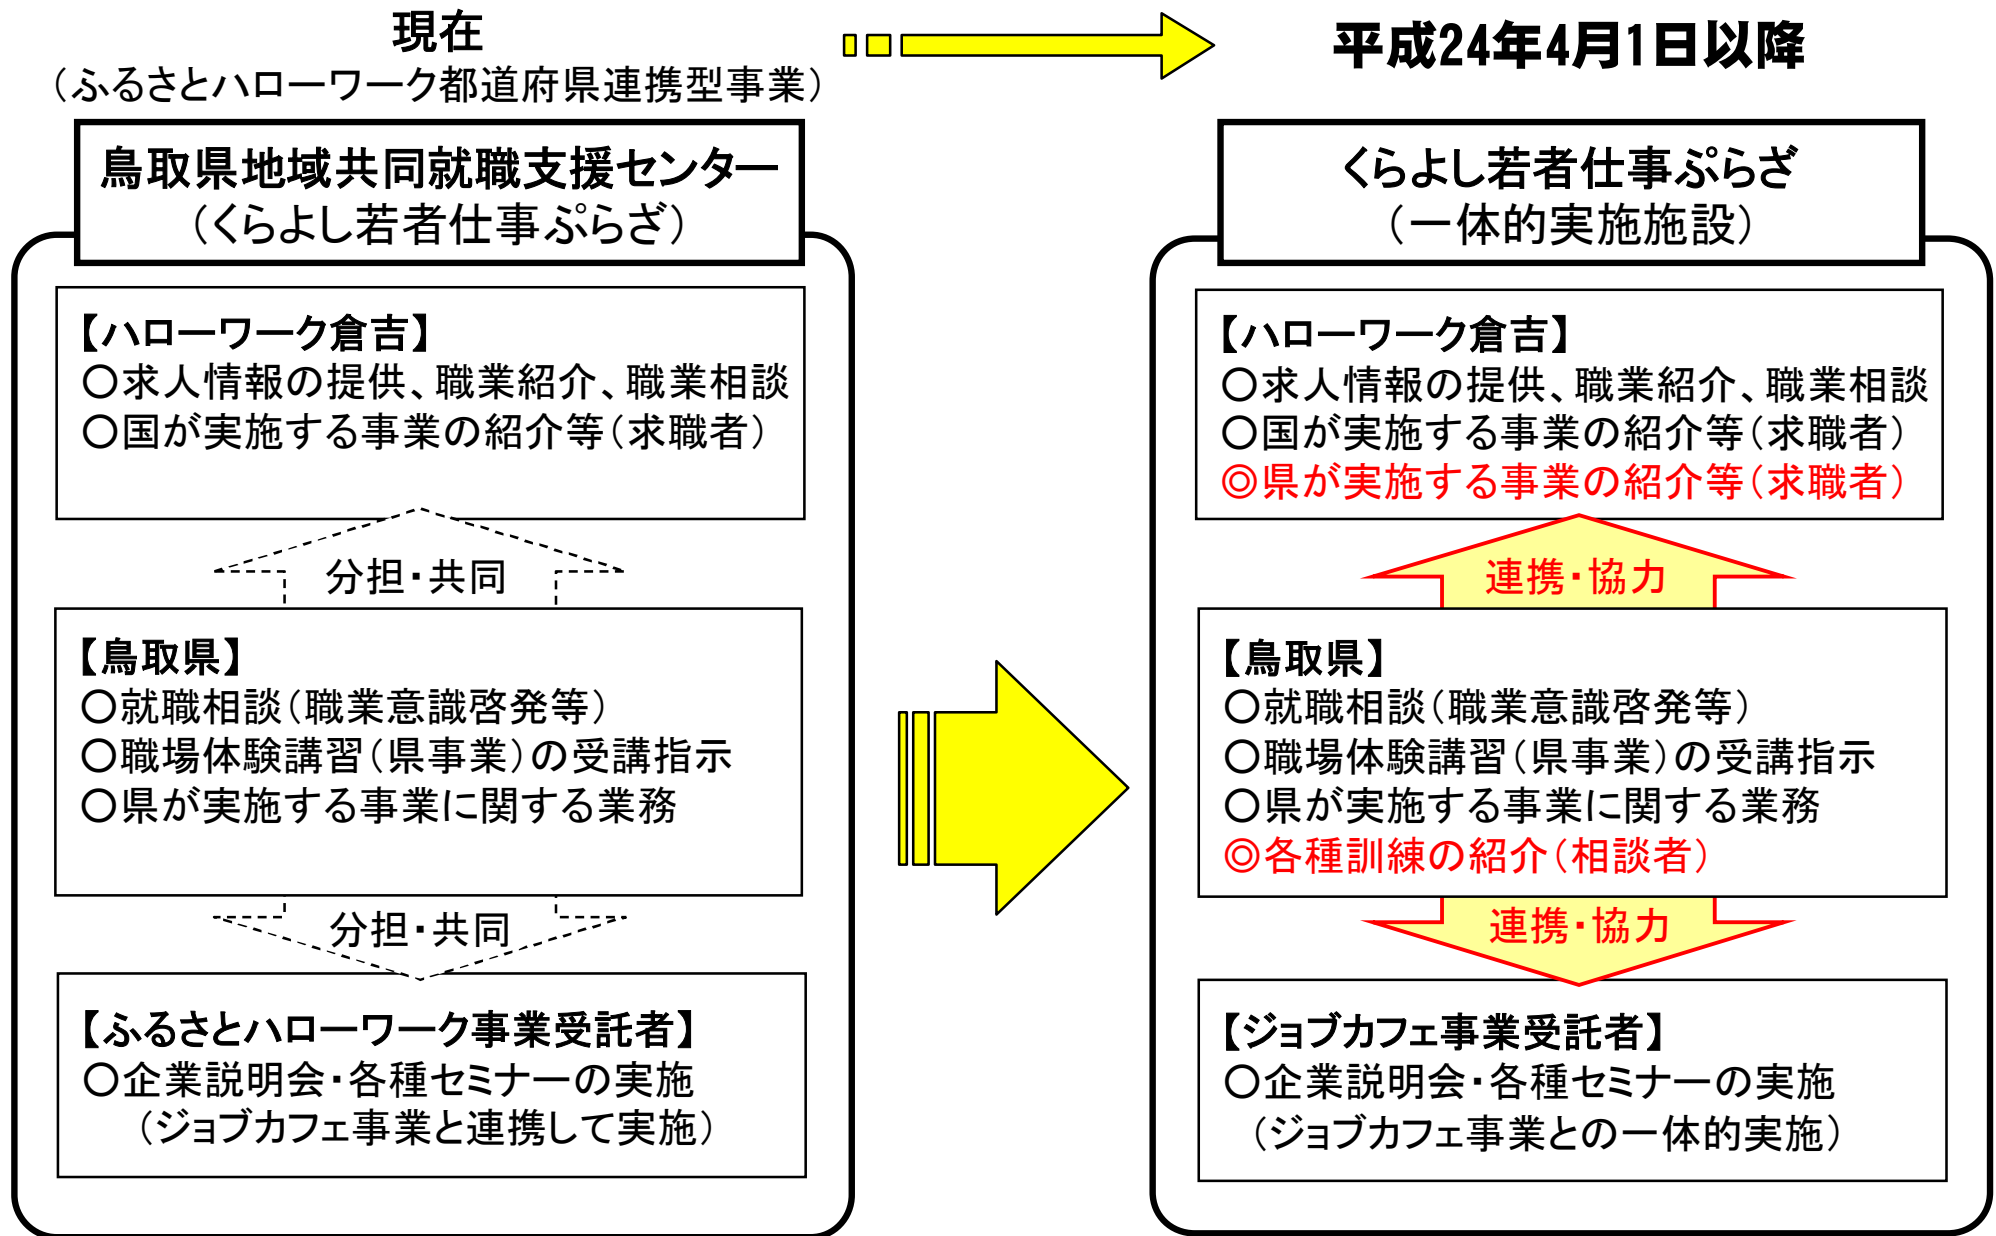 現在
（ふるさとハローワーク都道府県連携型事業）
鳥取県地域共同就職支援センター
（くらよし若者仕事ぷらざ）
【ハローワーク倉吉】
○求人情報の提供、職業紹介、職業相談
○国が実施する事業の紹介等（求職者）
分担・共同
【鳥取県】
○就職相談（職業意識啓発等）
○職場体験講習（県事業）の受講指示
○県が実施する事業に関する業務
分担・共同
【ふるさとハローワーク事業受託者】
○企業説明会・各種セミナーの実施
（ジョブカフェ事業と連携して実施）
平成24年4月1日以降
くらよし若者仕事ぷらざ
（一体的実施施設）
【ハローワーク倉吉】
○求人情報の提供、職業紹介、職業相談
○国が実施する事業の紹介等（求職者）
◎県が実施する事業の紹介等（求職者）
連携・協力
【鳥取県】
○就職相談（職業意識啓発等）
○職場体験講習（県事業）の受講指示
○県が実施する事業に関する業務
◎各種訓練の紹介（相談者）
連携・協力
【ジョブカフェ事業受託者】
○企業説明会・各種セミナーの実施
（ジョブカフェ事業との一体的実施）